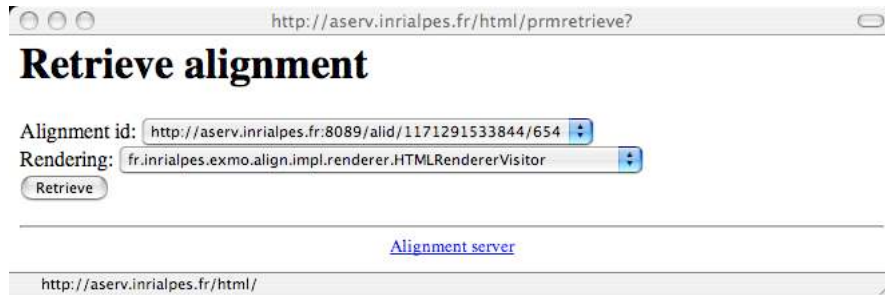 http://aserv.inrialpes.fr/html/prmretrieve?
Retrieve alignment
Alignment id: http://aserv.inrialpes.fr:8089/alid/1171291533844/654
Rendering: fr.inrialpes.exmo.align.impl.renderer.HTMLRendererVisitor
Retrieve
Alignment server
http://aserv.inrialpes.fr/html/